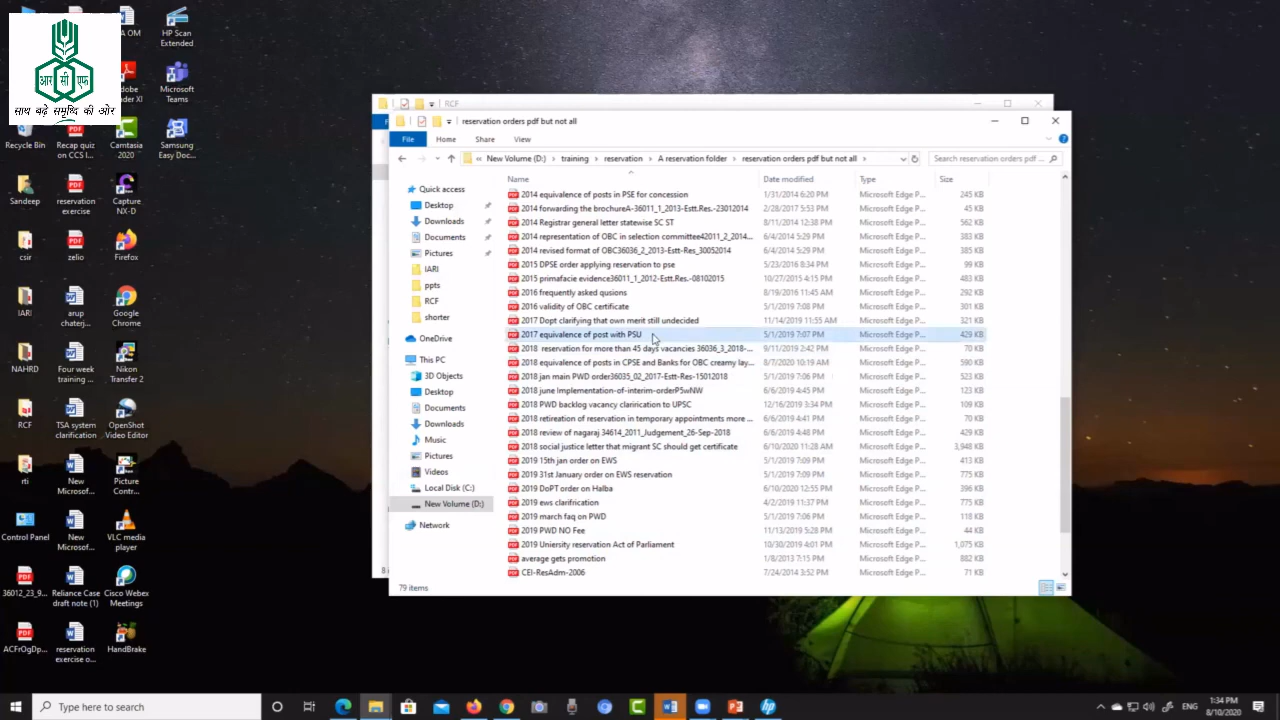 आर सी एफ
साथ बढ़े समृध्दि की ओर
OM
HP Scan
Extended
dobe
der XI
Microsoft
Teams
Recycle Bin
Recap quiz
on CCS l...
Camtasia
2020
Samsung
Easy Doc...
Sandeep
reservation
exercise
Capture
NX-D
csir
zelio
Firefox
IARI
arup
chaterj...
Google
Chrome
NAHRD
Four week
training ...
Nikon
Transfer 2
RCF
TSA system
clarification
OpenShot
Video Editor
rti
New
Microsof...
Picture
Contr...
Control Panel
New
Microsof...
VLC media
player
36012_23_9...
Reliance Case
draft note (1)
Cisco Webex
Meetings
ACFrOgDp...
reservation
exercise o...
HandBrake
RCF
reservation orders pdf but not all
File Home Share View
« New Volume (D:) › training › reservation › A reservation folder › reservation orders pdf but not all ›
Search reservation orders pdf ...
Quick access
Desktop
Downloads
Documents
Pictures
IARI
ppts
RCF
shorter
OneDrive
This PC
3D Objects
Desktop
Documents
Downloads
Music
Pictures
Videos
Local Disk (C:)
New Volume (D:)
Network
Name Date modified Type Size
2014 equivalence of posts in PSE for concession 1/31/2014 6:20 PM Microsoft Edge P... 245 KB
2014 forwarding the brochureA-36011_1_2013-Estt.Res.-23012014 2/28/2017 5:53 PM Microsoft Edge P... 45 KB
2014 Registrar general letter statewise SC ST 8/11/2014 12:38 PM Microsoft Edge P... 562 KB
2014 representation of OBC in selection committee42011_2_2014... 6/4/2014 5:29 PM Microsoft Edge P... 383 KB
2014 revised format of OBC36036_2_2013-Estt-Res_30052014 6/4/2014 5:29 PM Microsoft Edge P... 385 KB
2015 DPSE order applying reservation to pse 5/23/2016 8:34 PM Microsoft Edge P... 99 KB
2015 primafacie evidence36011_1_2012-Estt.Res.-08102015 10/27/2015 4:15 PM Microsoft Edge P... 483 KB
2016 frequently asked qusions 8/19/2016 11:45 AM Microsoft Edge P... 292 KB
2016 validity of OBC certificate 5/1/2019 7:08 PM Microsoft Edge P... 301 KB
2017 Dopt clarifying that own merit still undecided 11/14/2019 11:55 AM Microsoft Edge P... 321 KB
2017 equivalence of post with PSU 5/1/2019 7:07 PM Microsoft Edge P... 429 KB
2018 reservation for more than 45 days vacancies 36036_3_2018-... 9/11/2019 2:42 PM Microsoft Edge P... 70 KB
2018 equivalence of posts in CPSE and Banks for OBC creamy lay... 8/7/2020 10:19 AM Microsoft Edge P... 590 KB
2018 jan main PWD order36035_02_2017-Estt-Res-15012018 5/1/2019 7:06 PM Microsoft Edge P... 523 KB
2018 june Implementation-of-interim-orderP5wNW 6/6/2019 4:45 PM Microsoft Edge P... 123 KB
2018 PWD backlog vacancy clarirication to UPSC 12/16/2019 3:34 PM Microsoft Edge P... 109 KB
2018 retireation of reservation in temporary appointments more ... 6/6/2019 4:41 PM Microsoft Edge P... 70 KB
2018 review of nagaraj 34614_2011_Judgement_26-Sep-2018 6/6/2019 4:48 PM Microsoft Edge P... 429 KB
2018 social justice letter that migrant SC should get certificate 6/10/2020 11:28 AM Microsoft Edge P... 3,948 KB
2019 15th jan order on EWS 5/1/2019 7:09 PM Microsoft Edge P... 413 KB
2019 31st January order on EWS reservation 5/1/2019 7:09 PM Microsoft Edge P... 775 KB
2019 DoPT order on Halba 6/10/2020 12:55 PM Microsoft Edge P... 396 KB
2019 ews clarifrication 4/2/2019 11:37 PM Microsoft Edge P... 775 KB
2019 march faq on PWD 5/1/2019 7:06 PM Microsoft Edge P... 118 KB
2019 PWD NO Fee 11/13/2019 5:28 PM Microsoft Edge P... 44 KB
2019 Uniersity reservation Act of Parliament 10/30/2019 4:01 PM Microsoft Edge P... 1,075 KB
average gets promotion 1/8/2013 7:15 PM Microsoft Edge P... 882 KB
CEI-ResAdm-2006 7/24/2014 3:52 PM Microsoft Edge P... 71 KB
79 items
Type here to search
ENG
1:34 PM
8/10/2020